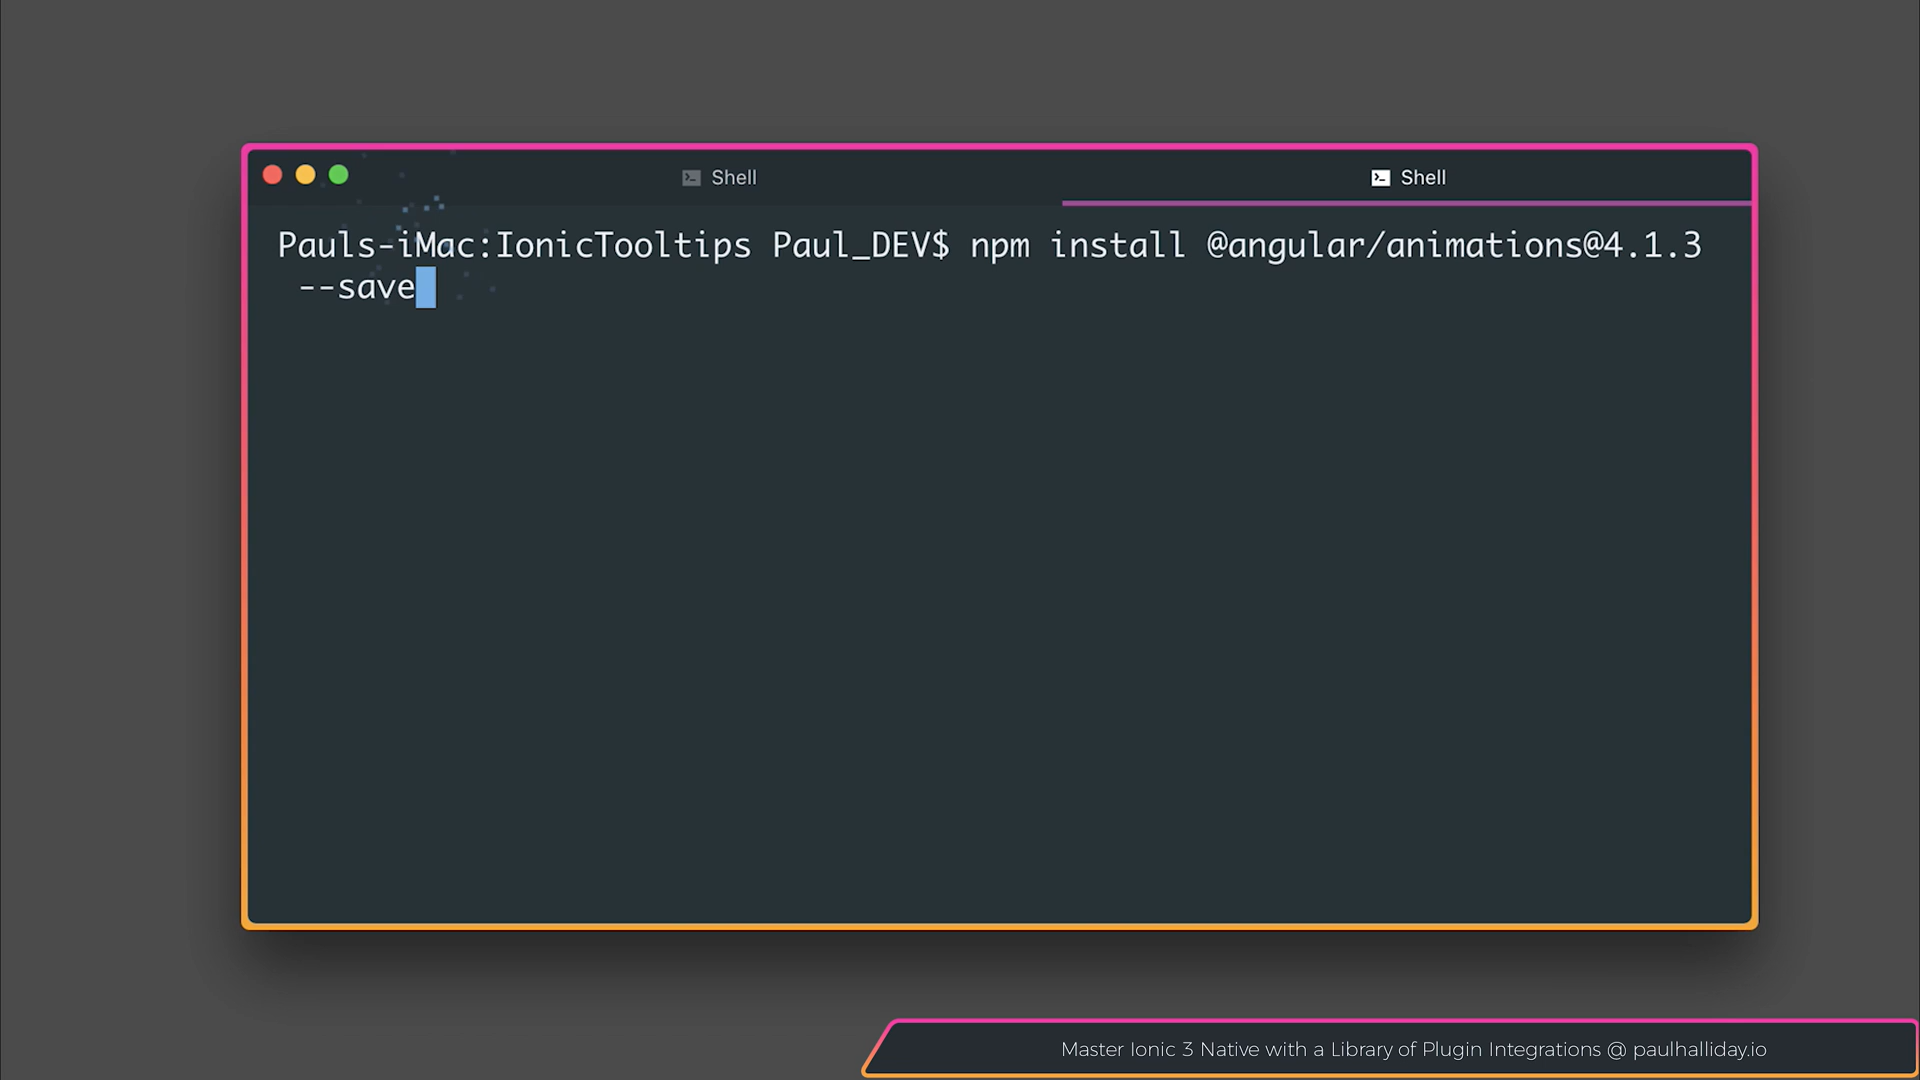 Shell
Shell
Pauls-iMac:IonicTooltips Paul_DEV$ npm install @angular/animations@4.1.3
--save
Master Ionic 3 Native with a Library of Plugin Integrations @ paulhalliday.io